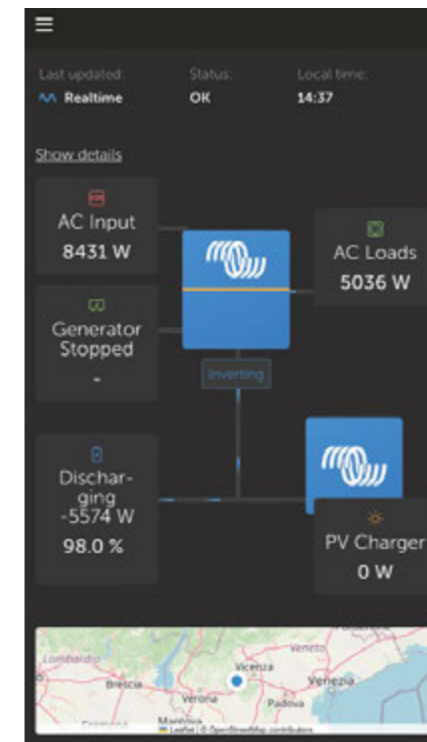 Last updated: Status: Local time:
Realtime OK 14:37
Show details
AC Input
8431 W
AC Loads
5036 W
Generator
Stopped
-
Inverting
Dischar-
ging
-5574 W
98.0 %
PV Charger
0 W
Lombardia
Veneto
Vicenza
Brescia
Venezia
Verona
Padova
Mantova
Leaflet | © OpenStreetMap contributors